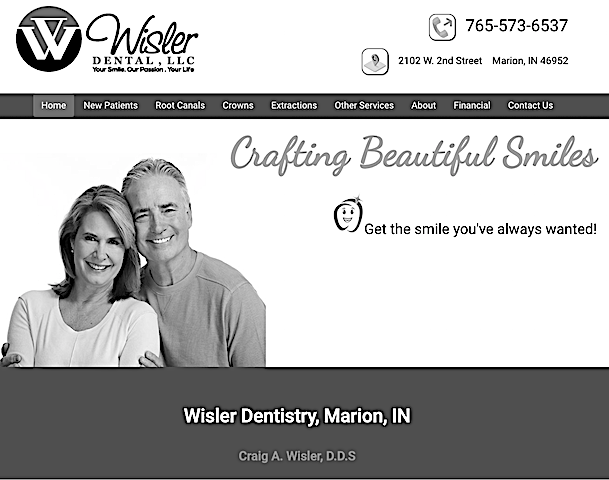 W
Wisler
DENTAL, LLC
Your Smile. Our Passion. Your Life
765-573-6537
2102 W. 2nd Street Marion, IN 46952
Home New Patients Root Canals Crowns Extractions Other Services About Financial Contact Us
Crafting Beautiful Smiles
Get the smile you've always wanted!
Wisler Dentistry, Marion, IN
Craig A. Wisler, D.D.S